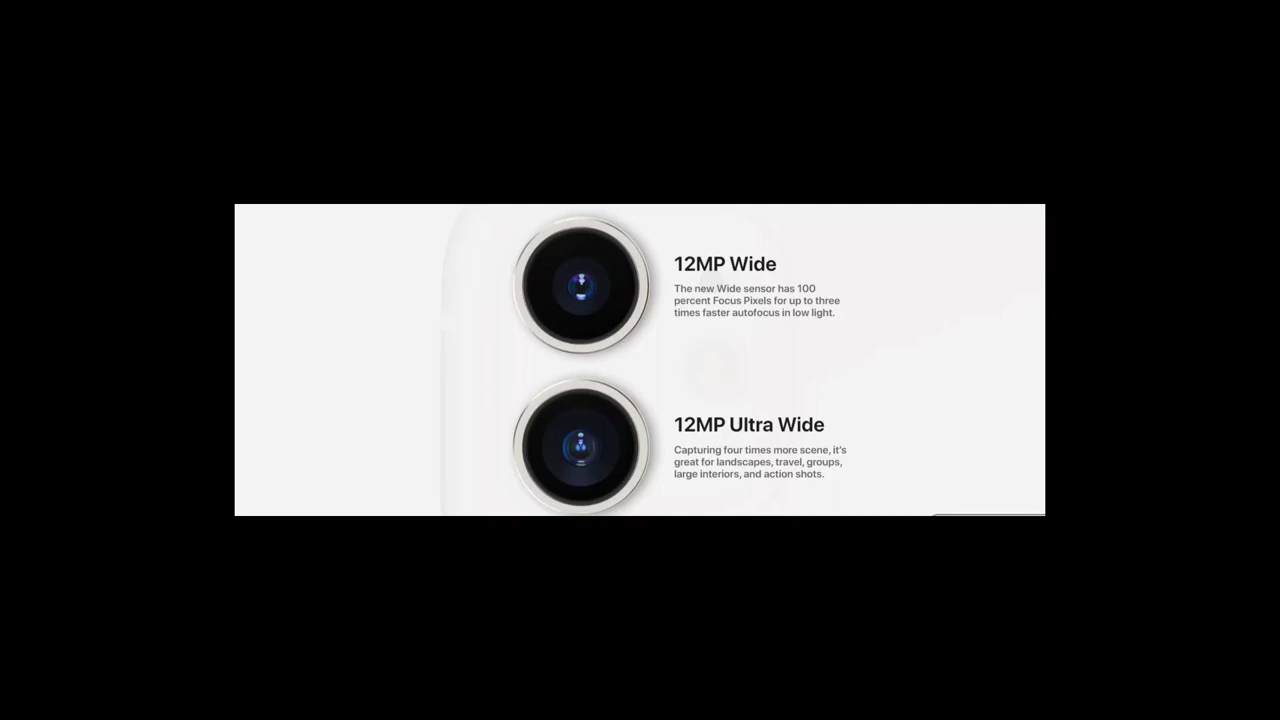 12MP Wide
The new Wide sensor has 100
percent Focus Pixels for up to three
times faster autofocus in low light.
12MP Ultra Wide
Capturing four times more scene, it's
great for landscapes, travel, groups,
large interiors, and action shots.